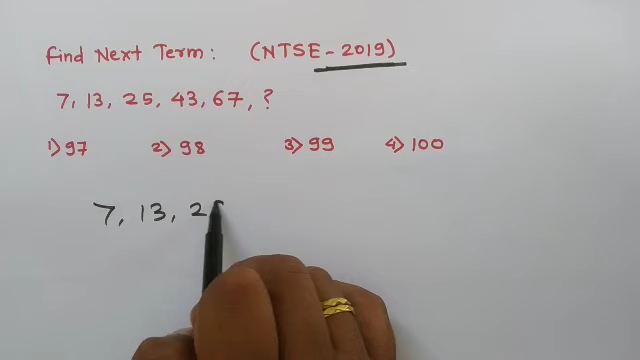 Find Next Term: (NTSE-2019)
7, 13, 25, 43, 67, ?
1) 97 2) 98 3) 99 4) 100
7, 13, 2